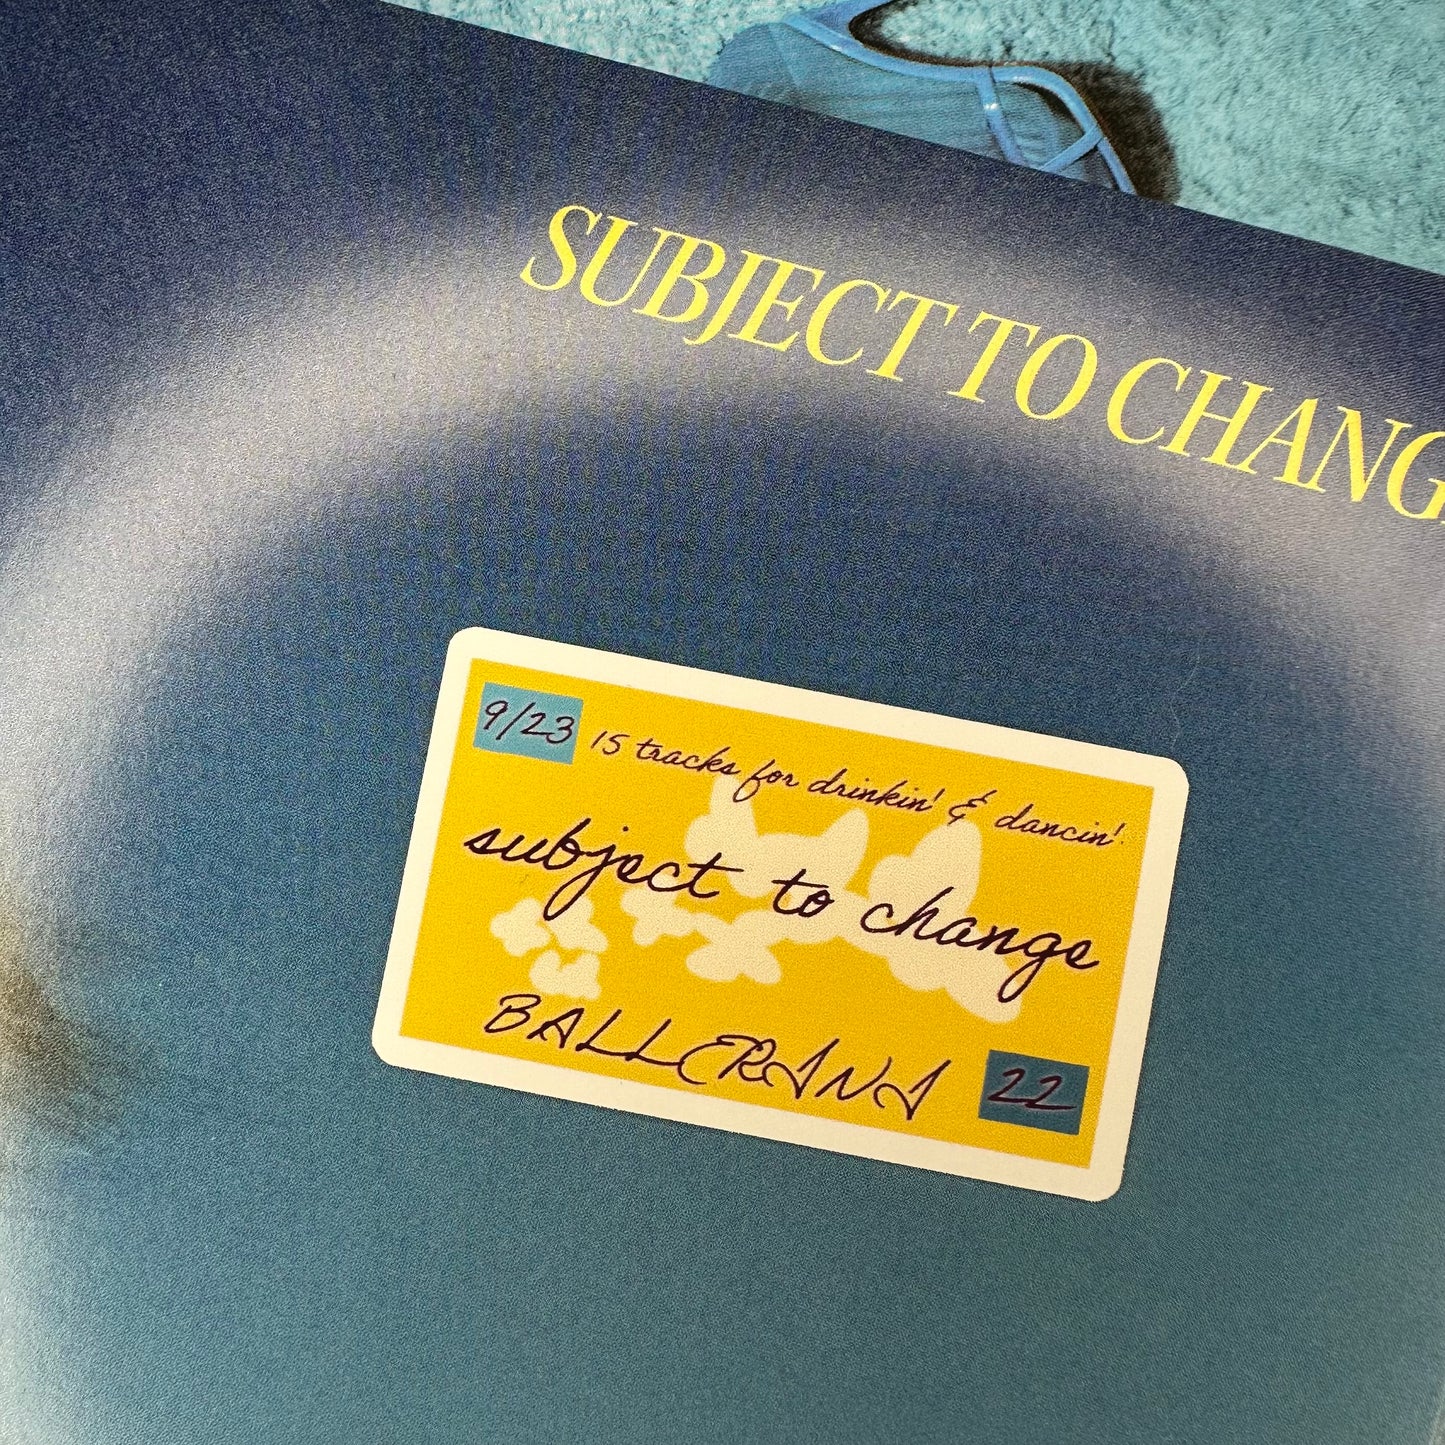 SUBJECT TO CHANG
9/23
15 tracks for drinkin' & dancin'!
subject to change
BALLERANA
22